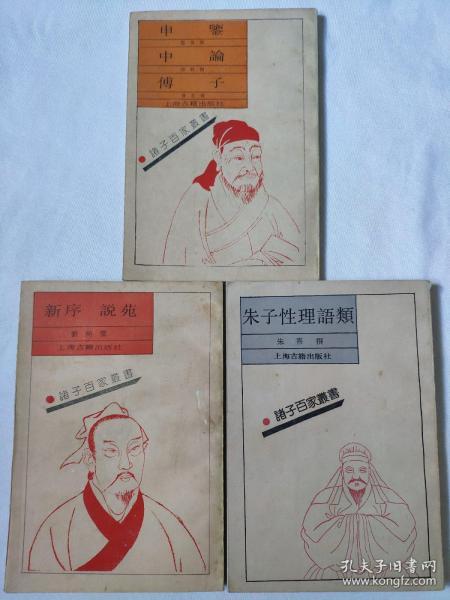 申鑒
中論
傅子
上海古籍出版社
諸子百家叢書
新序 説苑
劉向撰
上海古籍出版社
諸子百家叢書
朱子性理語類
朱熹撰
上海古籍出版社
諸子百家叢書
孔夫子旧书网
www.kongfz.com